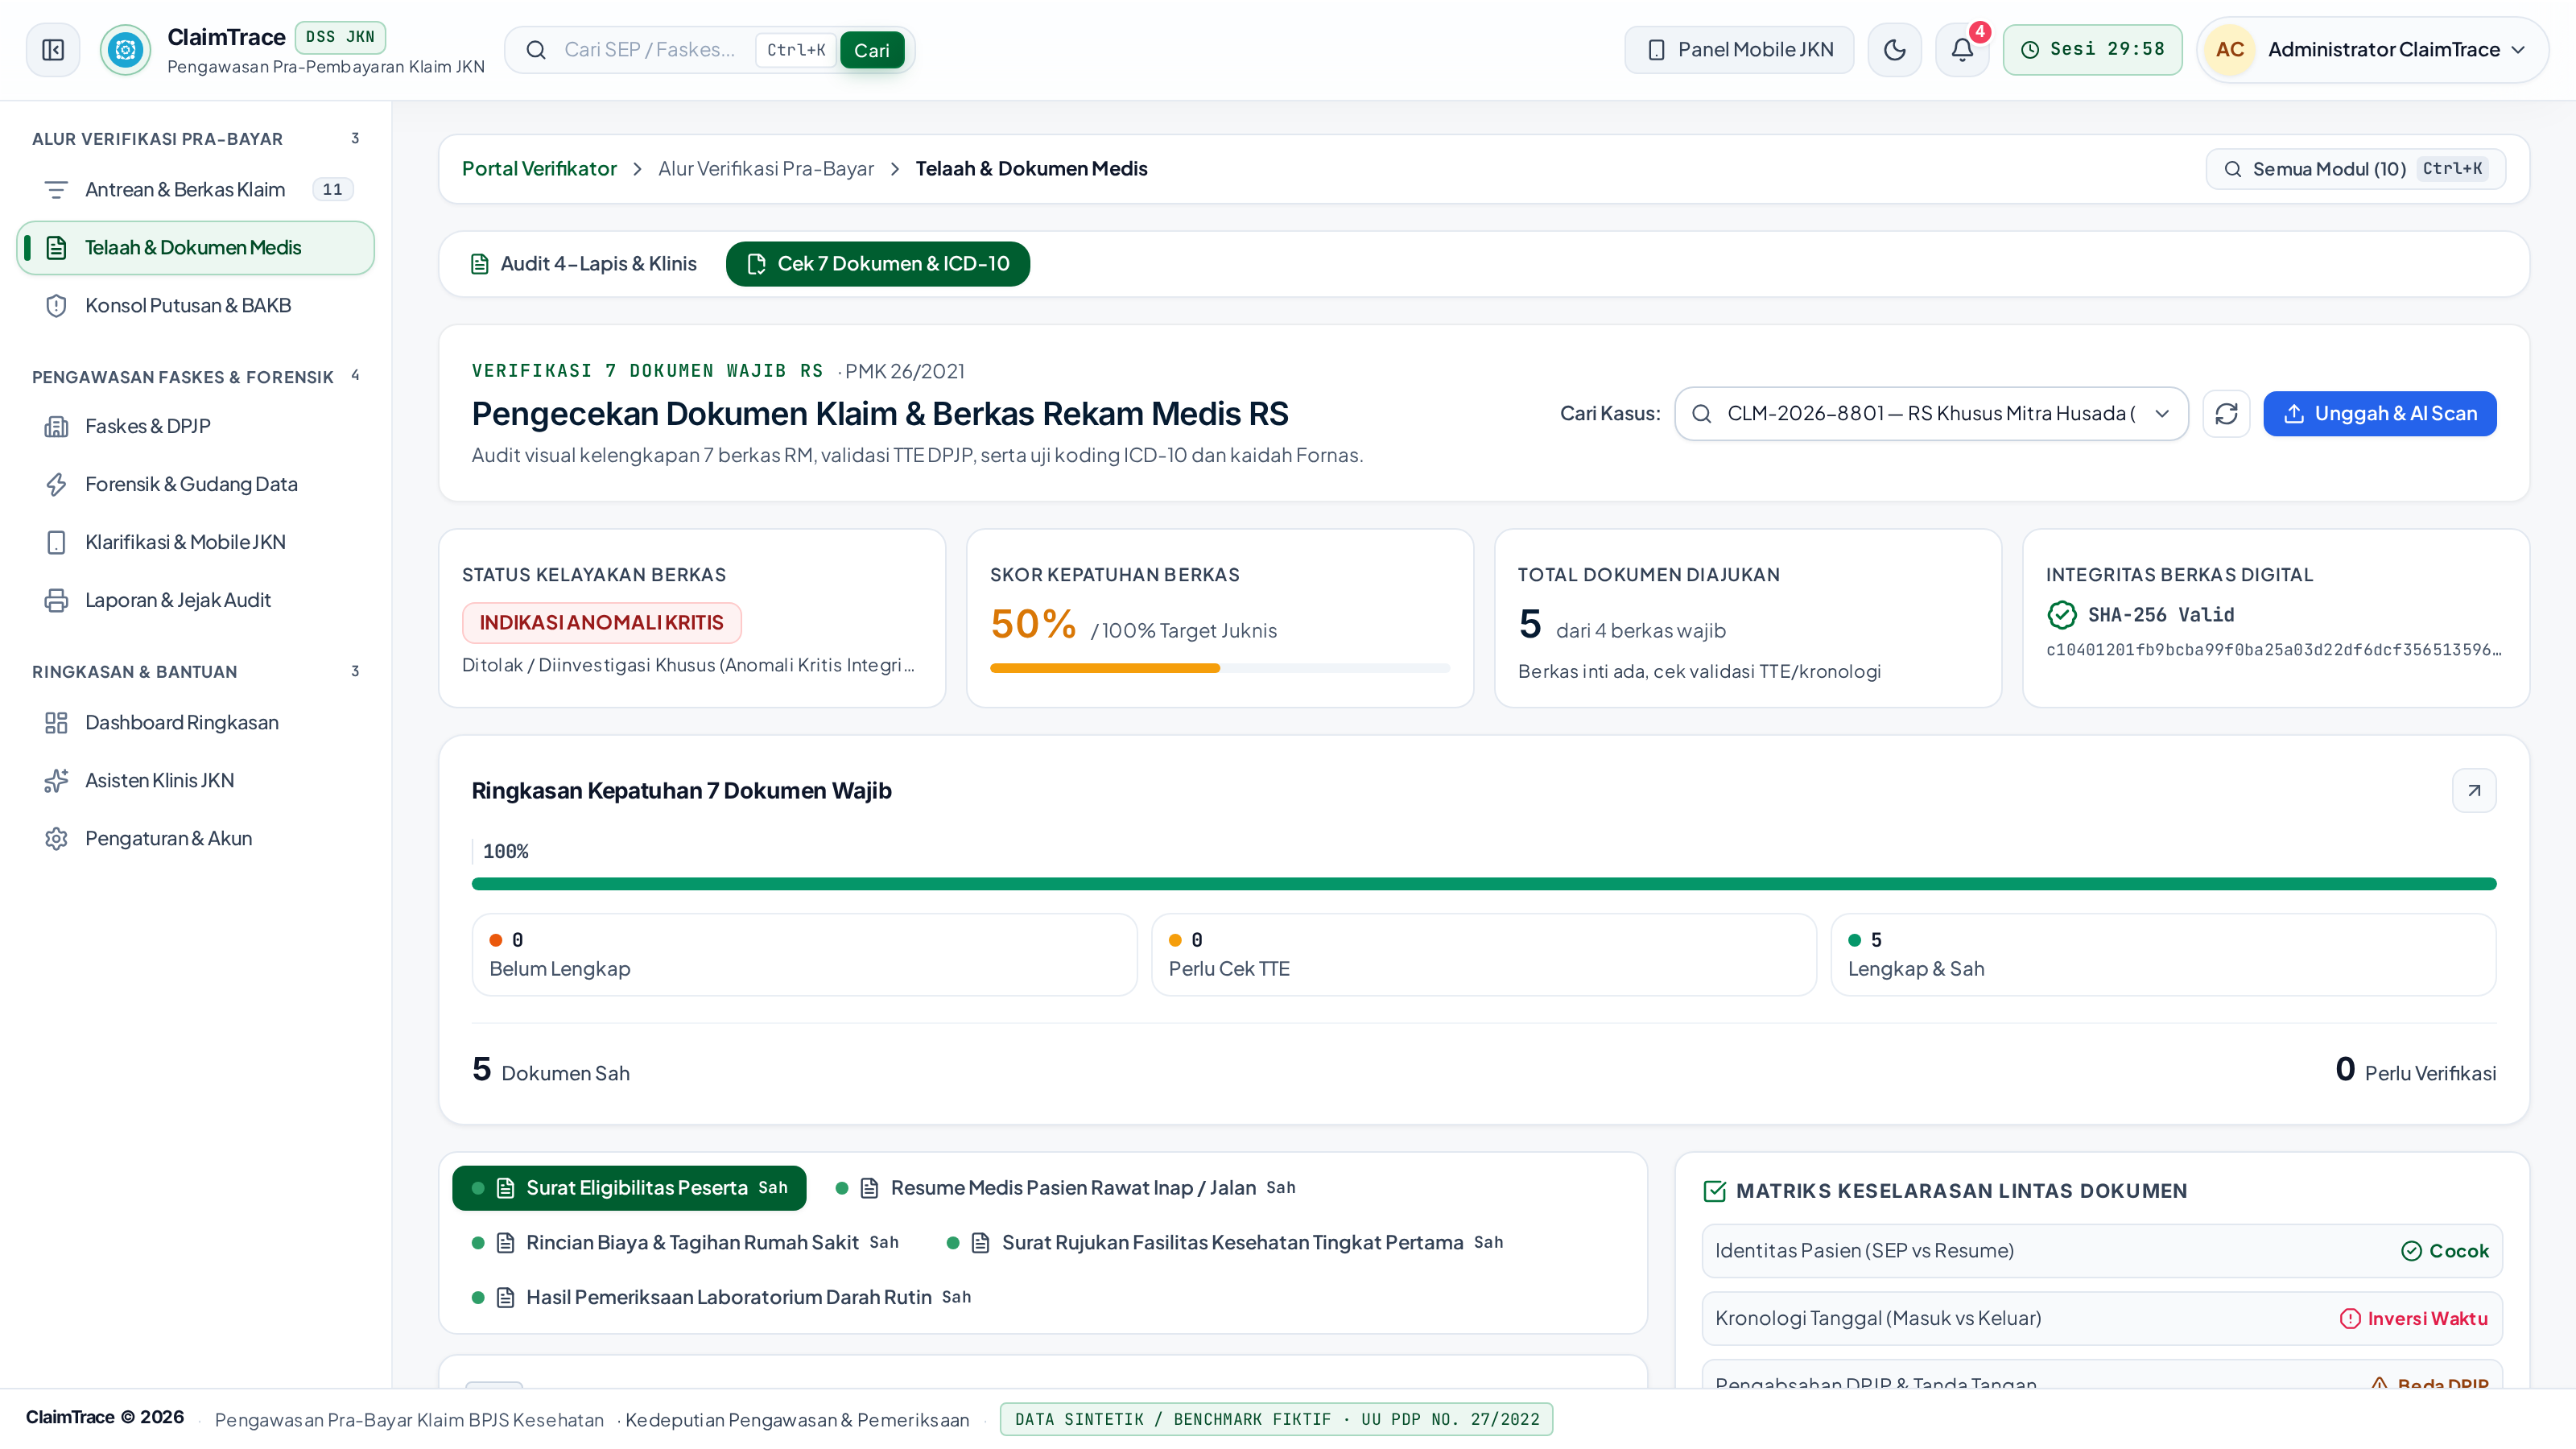 ClaimTrace DSS JKN
Pengawasan Pra-Pembayaran Klaim JKN
Cari SEP / Faskes... Ctrl+K Cari
Panel Mobile JKN
4
Sesi 29:58
AC Administrator ClaimTrace
ALUR VERIFIKASI PRA-BAYAR 3
Antrean & Berkas Klaim 11
Telaah & Dokumen Medis
Konsol Putusan & BAKB
PENGAWASAN FASKES & FORENSIK 4
Faskes & DPJP
Forensik & Gudang Data
Klarifikasi & Mobile JKN
Laporan & Jejak Audit
RINGKASAN & BANTUAN 3
Dashboard Ringkasan
Asisten Klinis JKN
Pengaturan & Akun
Portal Verifikator > Alur Verifikasi Pra-Bayar > Telaah & Dokumen Medis
Semua Modul (10) Ctrl+K
Audit 4-Lapis & Klinis
Cek 7 Dokumen & ICD-10
VERIFIKASI 7 DOKUMEN WAJIB RS · PMK 26/2021
Pengecekan Dokumen Klaim & Berkas Rekam Medis RS
Audit visual kelengkapan 7 berkas RM, validasi TTE DPJP, serta uji koding ICD-10 dan kaidah Fornas.
Cari Kasus: CLM-2026-8801 — RS Khusus Mitra Husada (
Unggah & AI Scan
STATUS KELAYAKAN BERKAS
INDIKASI ANOMALI KRITIS
Ditolak / Diinvestigasi Khusus (Anomali Kritis Integri...
SKOR KEPATUHAN BERKAS
50% / 100% Target Juknis
TOTAL DOKUMEN DIAJUKAN
5 dari 4 berkas wajib
Berkas inti ada, cek validasi TTE/kronologi
INTEGRITAS BERKAS DIGITAL
SHA-256 Valid
c10401201fb9bcba99f0ba25a03d22df6dcf356513596…
Ringkasan Kepatuhan 7 Dokumen Wajib
100%
0
Belum Lengkap
0
Perlu Cek TTE
5
Lengkap & Sah
5 Dokumen Sah
0 Perlu Verifikasi
Surat Eligibilitas Peserta Sah
Resume Medis Pasien Rawat Inap / Jalan Sah
Rincian Biaya & Tagihan Rumah Sakit Sah
Surat Rujukan Fasilitas Kesehatan Tingkat Pertama Sah
Hasil Pemeriksaan Laboratorium Darah Rutin Sah
MATRIKS KESELARASAN LINTAS DOKUMEN
Identitas Pasien (SEP vs Resume) Cocok
Kronologi Tanggal (Masuk vs Keluar) Inversi Waktu
Pengabsahan DPJP & Tanda Tangan Beda DPJP
ClaimTrace © 2026 · Pengawasan Pra-Bayar Klaim BPJS Kesehatan · Kedeputian Pengawasan & Pemeriksaan · DATA SINTETIK / BENCHMARK FIKTIF · UU PDP NO. 27/2022